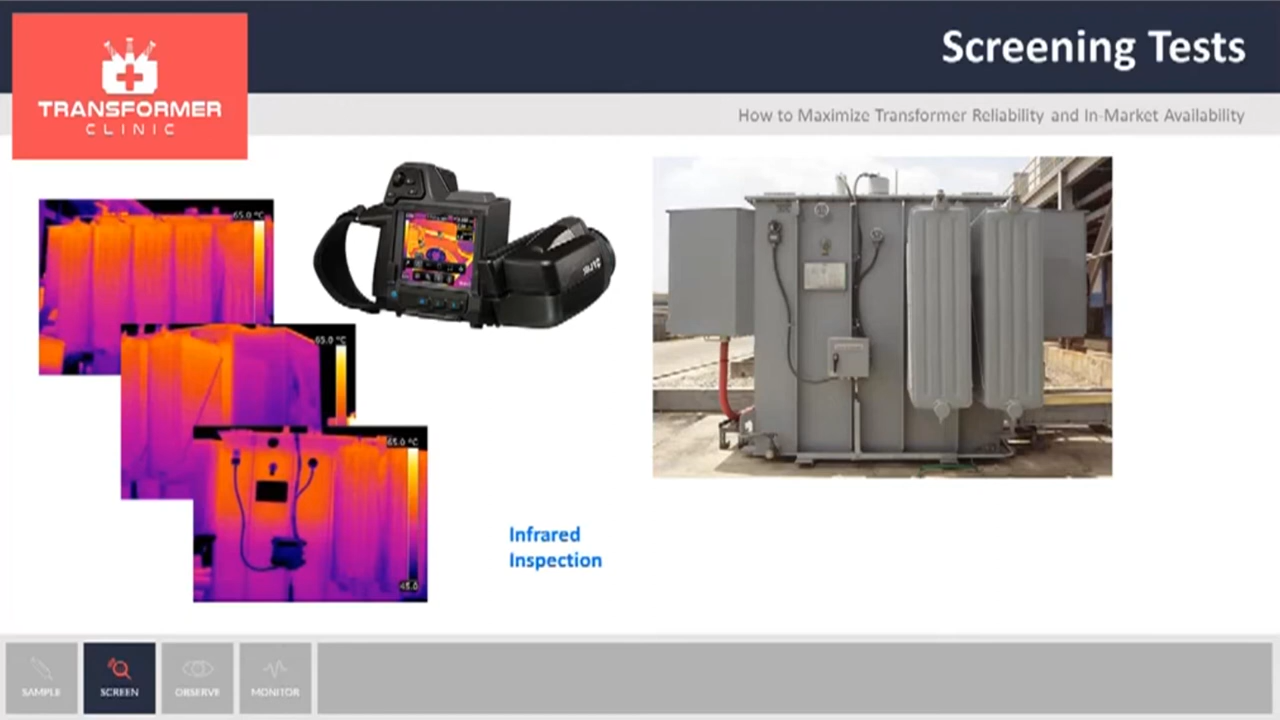 Screening Tests
TRANSFORMER
CLINIC
How to Maximize Transformer Reliability and In-Market Availability
65.0 °C
65.0 °C
65.0 °C
45.0
Infrared
Inspection
SAMPLE
SCREEN
OBSERVE
MONITOR